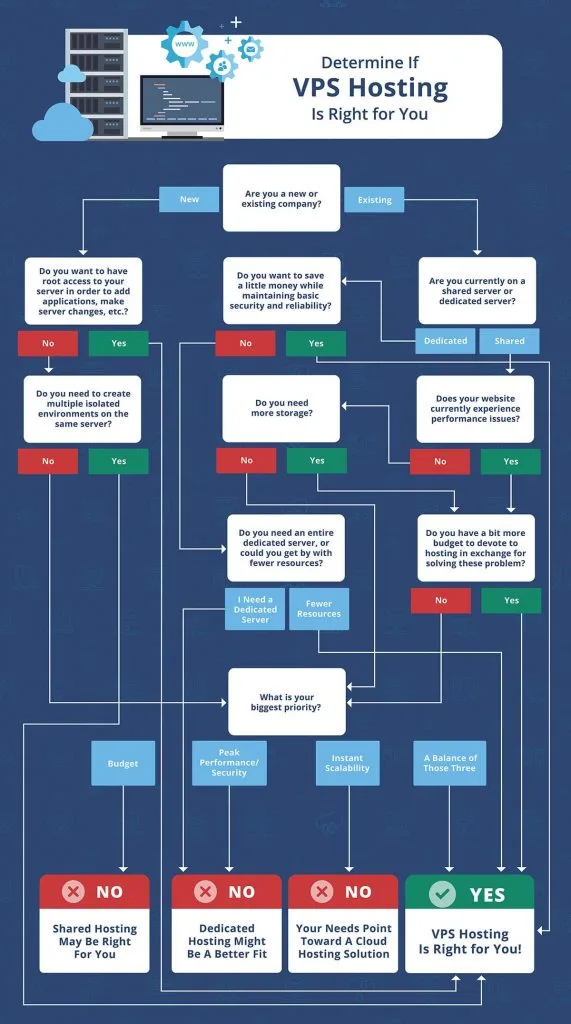 www
Determine If
VPS Hosting
Is Right for You
New
Are you a new or
existing company?
Existing
Do you want to have
root access to your
server in order to add
applications, make
server changes, etc.?
No
Yes
Do you want to save
a little money while
maintaining basic
security and reliability?
No
Yes
Are you currently on a
shared server or
dedicated server?
Dedicated
Shared
Do you need to create
multiple isolated
environments on the
same server?
No
Yes
Do you need
more storage?
No
Yes
Does your website
currently experience
performance issues?
No
Yes
Do you need an entire
dedicated server, or
could you get by with
fewer resources?
I Need a
Dedicated
Server
Fewer
Resources
Do you have a bit more
budget to devote to
hosting in exchange for
solving these problem?
No
Yes
What is your
biggest priority?
Budget
Peak
Performance/
Security
Instant
Scalability
A Balance of
Those Three
NO
Shared Hosting
May Be Right
For You
NO
Dedicated
Hosting Might
Be A Better Fit
NO
Your Needs Point
Toward A Cloud
Hosting Solution
YES
VPS Hosting
Is Right for You!